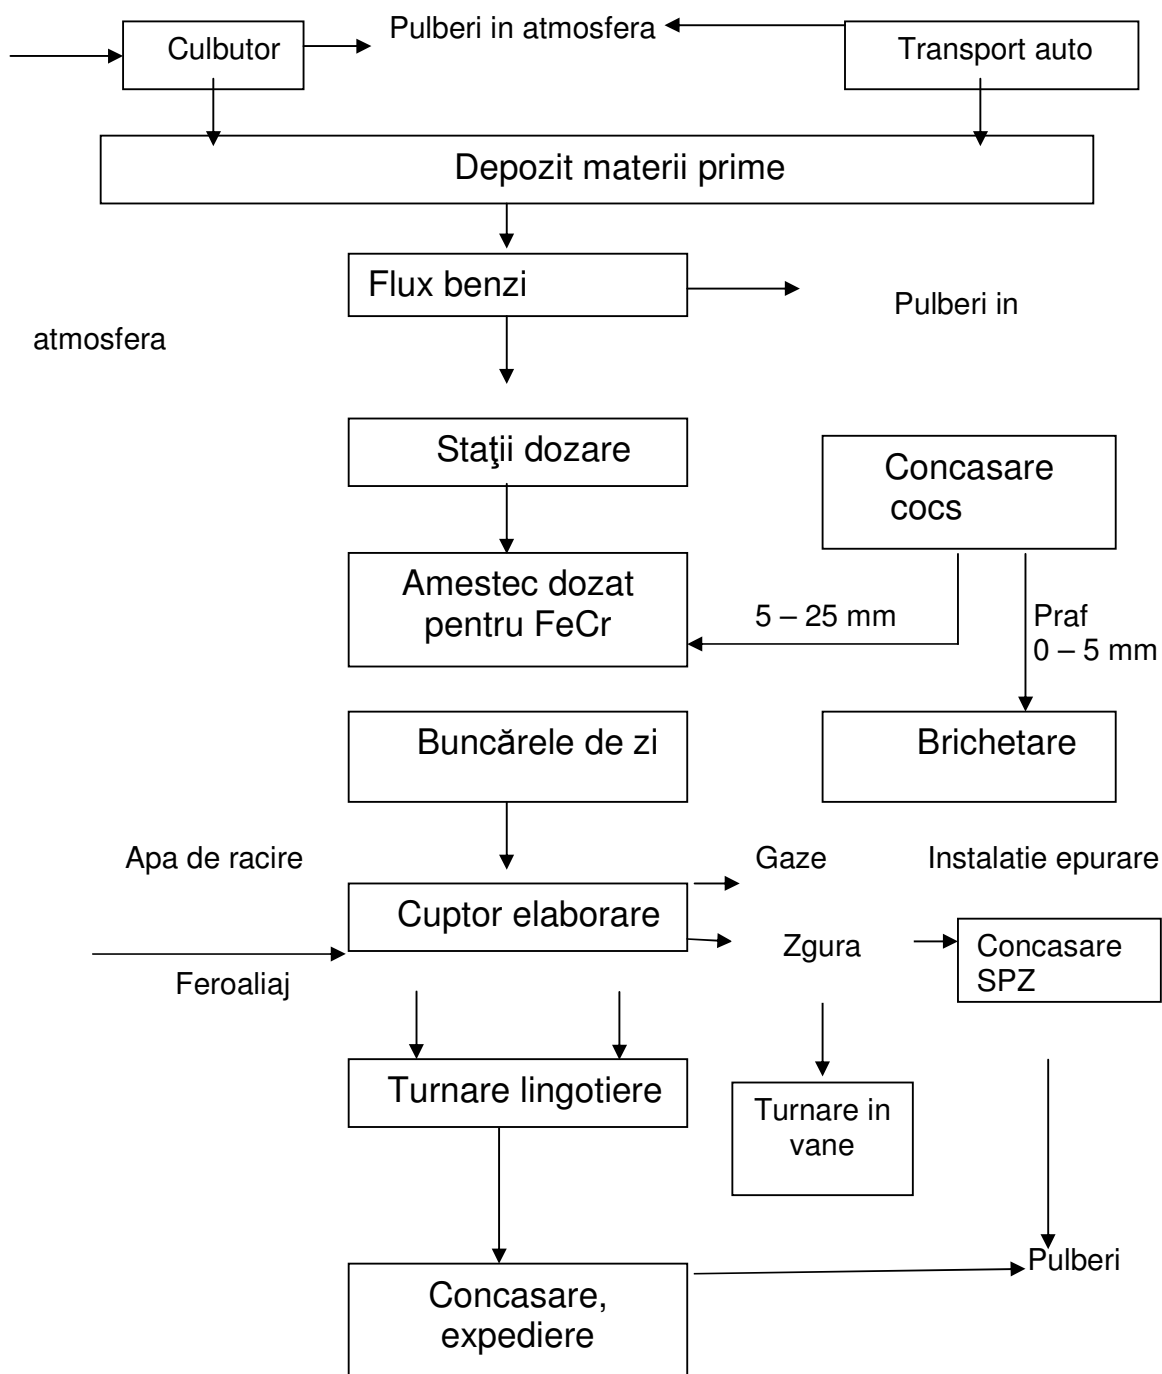 Culbutor
Pulberi in atmosfera
Transport auto
Depozit materii prime
Flux benzi
Pulberi in
atmosfera
Staţii dozare
Concasare
cocs
Amestec dozat
pentru FeCr
5 – 25 mm
Praf
0 – 5 mm
Buncărele de zi
Brichetare
Apa de racire
Gaze
Instalatie epurare
Cuptor elaborare
Zgura
Concasare
SPZ
Feroaliaj
Turnare lingotiere
Turnare in
vane
Pulberi
Concasare,
expediere